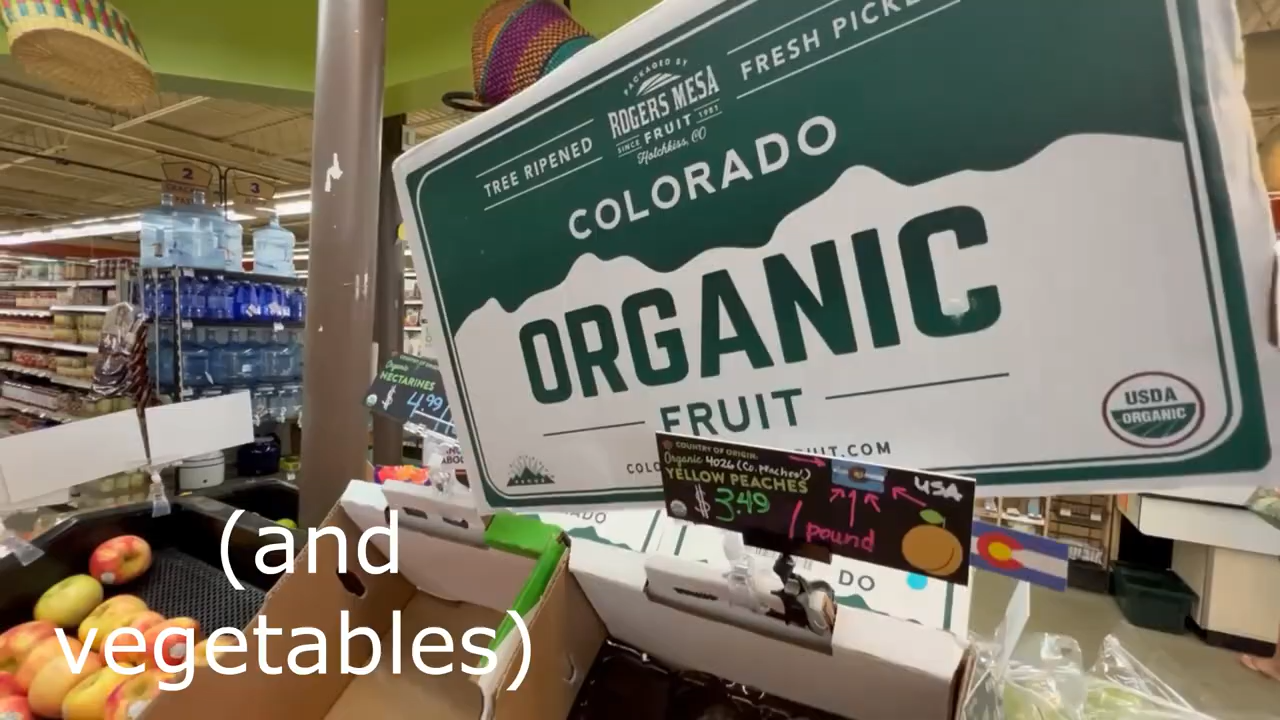 TREE RIPENED
PACKAGED BY
ROGERS MESA
SINCE FRUIT 1981
Hotchkiss, CO
FRESH PICKE
COLORADO
ORGANIC
FRUIT
USDA
ORGANIC
2
3
Organic
NECTARINES
$4.99
COUNTRY OF ORIGIN:
Organic 4026 (Co. Peaches!)
YELLOW PEACHES
$3.49
/pound
USA
DO
(and
vegetables)